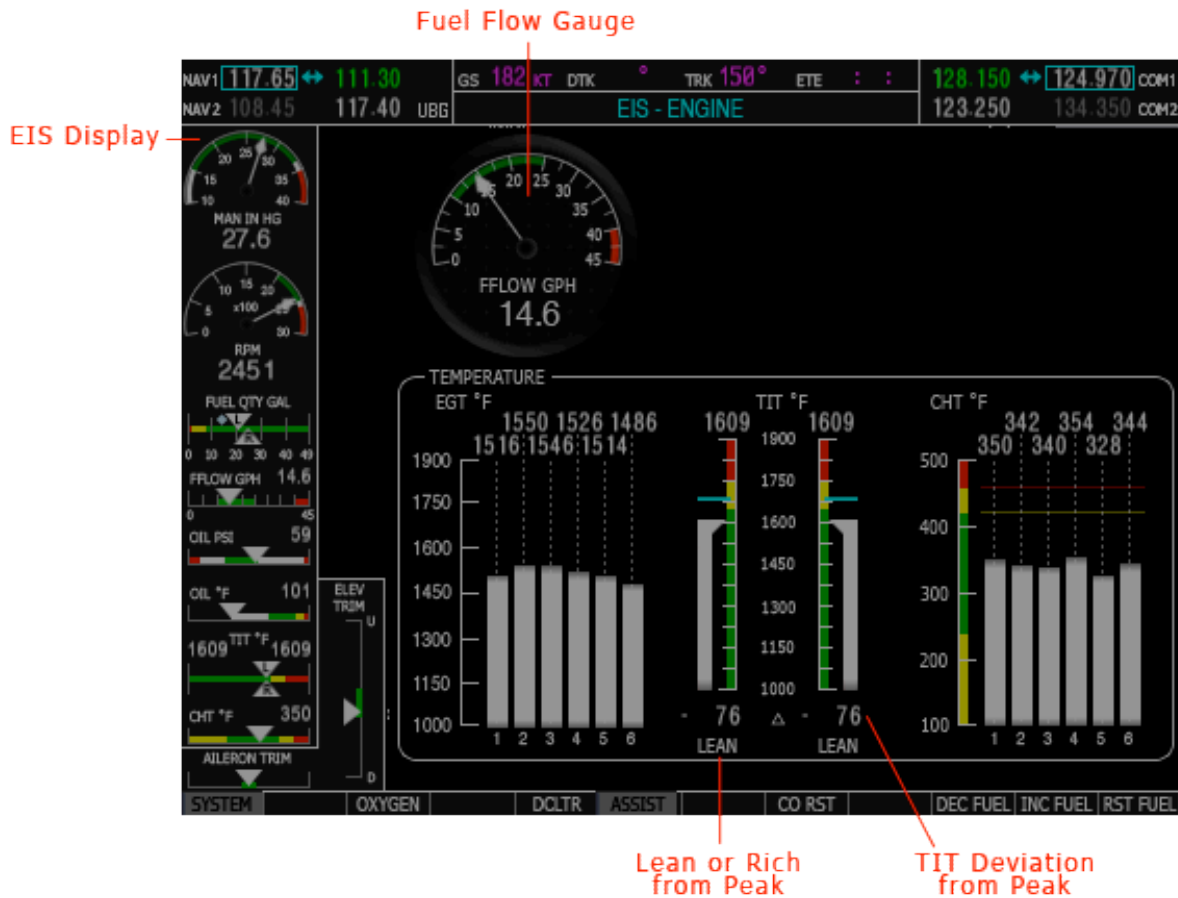 Fuel Flow Gauge
NAV1 117.65 ↔ 111.30 GS 182 KT DTK ° TRK 150° ETE : : 128.150 ↔ 124.970 COM1
NAV2 108.45 117.40 UBG EIS - ENGINE 123.250 134.350 COM2
EIS Display
10 15 20 25 30 35 40
MAN IN HG
27.6
0 5 10 15 20 25 30
x100
RPM
2451
FUEL QTY GAL
L
R
0 10 20 30 40 49
FFLOW GPH 14.6
0 45
OIL PSI 59
OIL °F 101
TIT °F
1609 1609
L
R
CHT °F 350
AILERON TRIM
ELEV
TRIM
U
D
0 5 10 15 20 25 30 35 40 45
FFLOW GPH
14.6
TEMPERATURE
EGT °F
1550 1526 1486
1516 1546 1514
1900
1750
1600
1450
1300
1150
1000
1 2 3 4 5 6
TIT °F
1609 1609
1900
1750
1600
1450
1300
1150
1000
- 76 △ - 76
LEAN LEAN
CHT °F
342 354 344
350 340 328
500
400
300
200
100
1 2 3 4 5 6
SYSTEM OXYGEN DCLTR ASSIST CO RST DEC FUEL INC FUEL RST FUEL
Lean or Rich
from Peak
TIT Deviation
from Peak